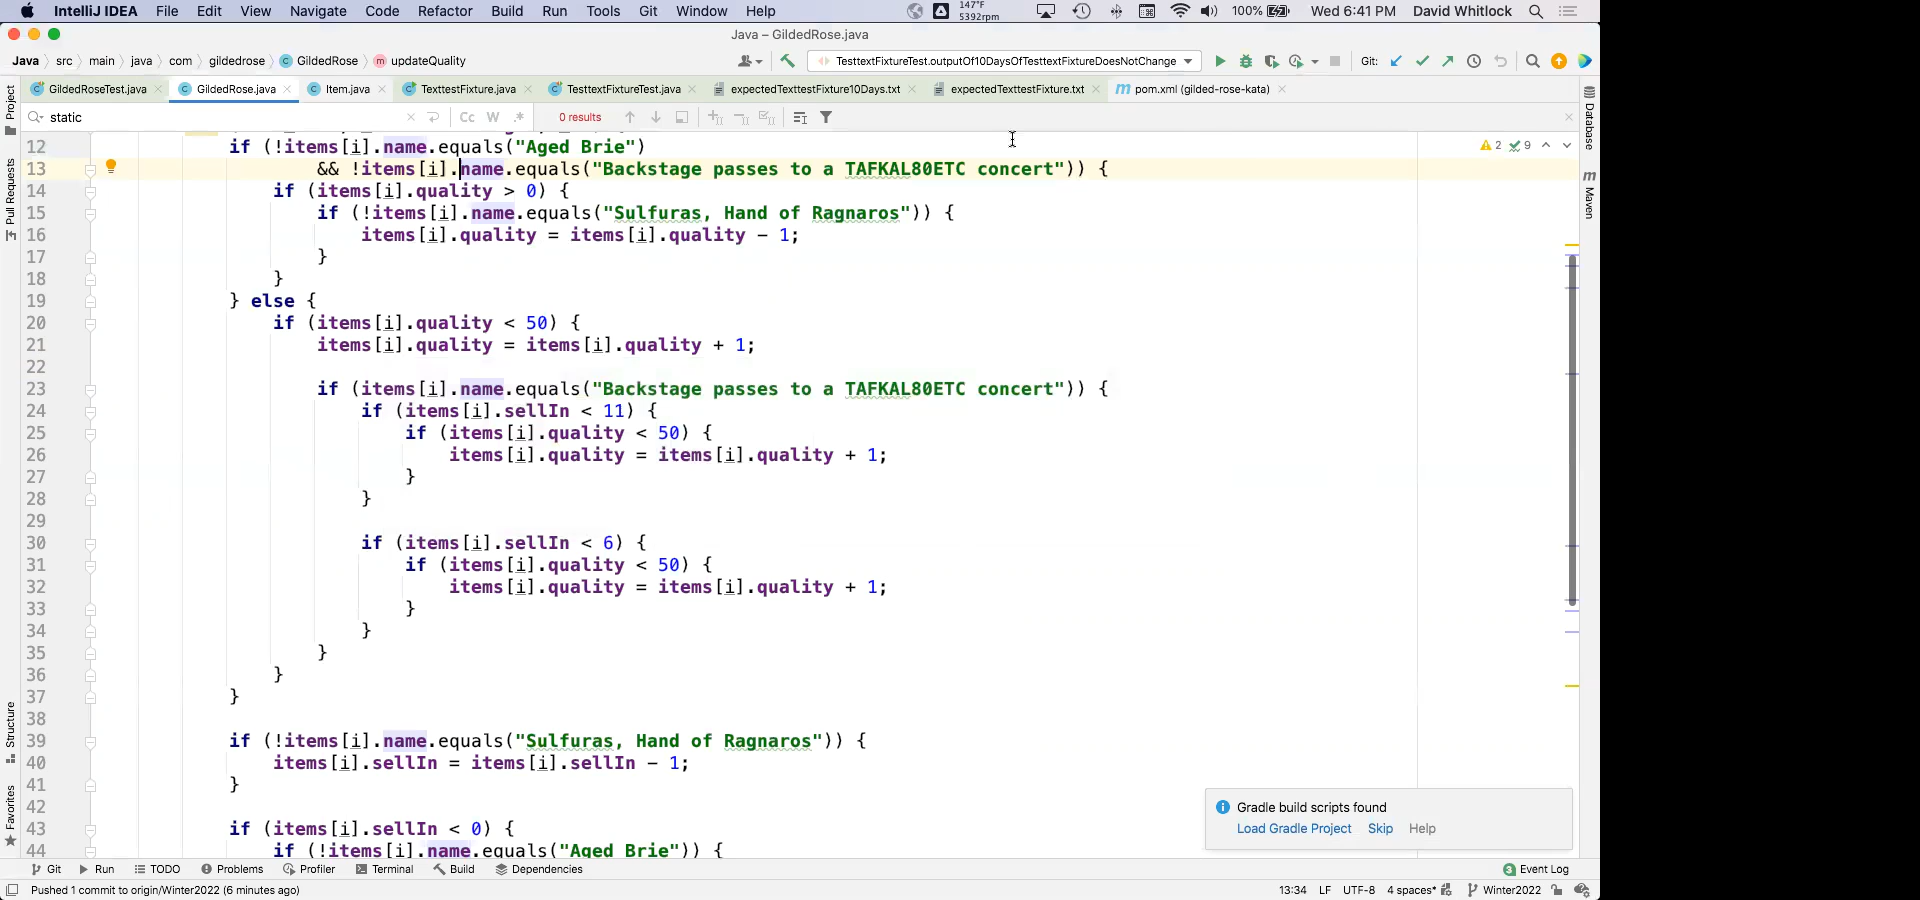 IntelliJ IDEA File Edit View Navigate Code Refactor Build Run Tools Git Window Help 147°F 5392rpm 100% Wed 6:41 PM David Whitlock
Java – GildedRose.java
Java src main java com gildedrose GildedRose updateQuality TesttextFixtureTest.outputOf10DaysOfTesttextFixtureDoesNotChange Git:
GildedRoseTest.java GildedRose.java Item.java TexttestFixture.java TesttextFixtureTest.java expectedTexttestFixture10Days.txt expectedTexttestFixture.txt pom.xml (gilded-rose-kata)
static Cc W .* 0 results
12 if (!items[i].name.equals("Aged Brie")
13 && !items[i].name.equals("Backstage passes to a TAFKAL80ETC concert")) {
14 if (items[i].quality > 0) {
15 if (!items[i].name.equals("Sulfuras, Hand of Ragnaros")) {
16 items[i].quality = items[i].quality - 1;
17 }
18 }
19 } else {
20 if (items[i].quality < 50) {
21 items[i].quality = items[i].quality + 1;
22
23 if (items[i].name.equals("Backstage passes to a TAFKAL80ETC concert")) {
24 if (items[i].sellIn < 11) {
25 if (items[i].quality < 50) {
26 items[i].quality = items[i].quality + 1;
27 }
28 }
29
30 if (items[i].sellIn < 6) {
31 if (items[i].quality < 50) {
32 items[i].quality = items[i].quality + 1;
33 }
34 }
35 }
36 }
37 }
38
39 if (!items[i].name.equals("Sulfuras, Hand of Ragnaros")) {
40 items[i].sellIn = items[i].sellIn - 1;
41 }
42
43 if (items[i].sellIn < 0) {
44 if (!items[i].name.equals("Aged Brie")) {
2 9
Project
Pull Requests
Structure
Favorites
Database
Maven
Gradle build scripts found
Load Gradle Project Skip Help
Git Run TODO Problems Profiler Terminal Build Dependencies 3 Event Log
Pushed 1 commit to origin/Winter2022 (6 minutes ago) 13:34 LF UTF-8 4 spaces* Winter2022